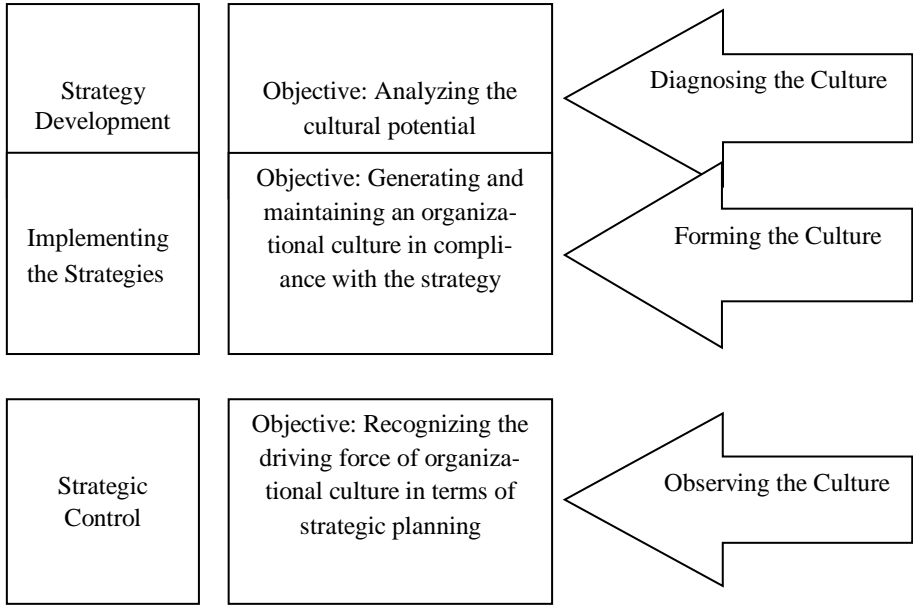 Strategy
Development
Objective: Analyzing the
cultural potential
Diagnosing the Culture
Implementing
the Strategies
Objective: Generating and
maintaining an organiza-
tional culture in compli-
ance with the strategy
Forming the Culture
Strategic
Control
Objective: Recognizing the
driving force of organiza-
tional culture in terms of
strategic planning
Observing the Culture